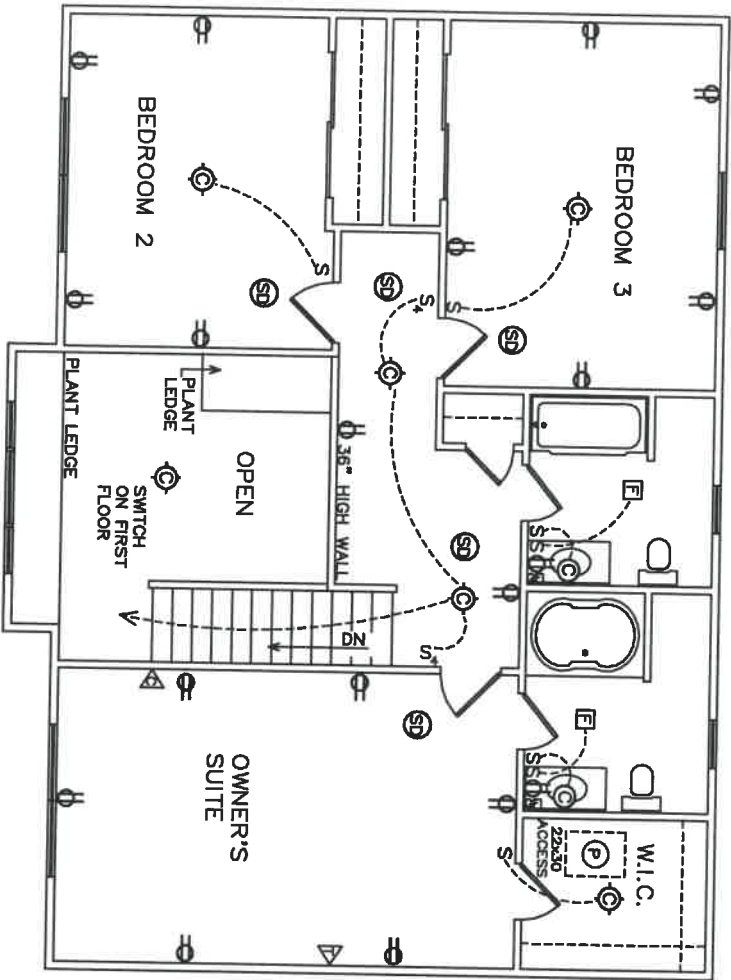 BEDROOM 3
BEDROOM 2
C
C
S
S
SD
SD
SD
S4
C
36" HIGH WALL
PLANT
LEDGE
PLANT LEDGE
OPEN
C
SWITCH
ON FIRST
FLOOR
SD
C
DN
S4
F
S
S
C
F
S
S
C
SD
OWNER'S
SUITE
W.I.C.
P
22x30
ACCESS
C
S